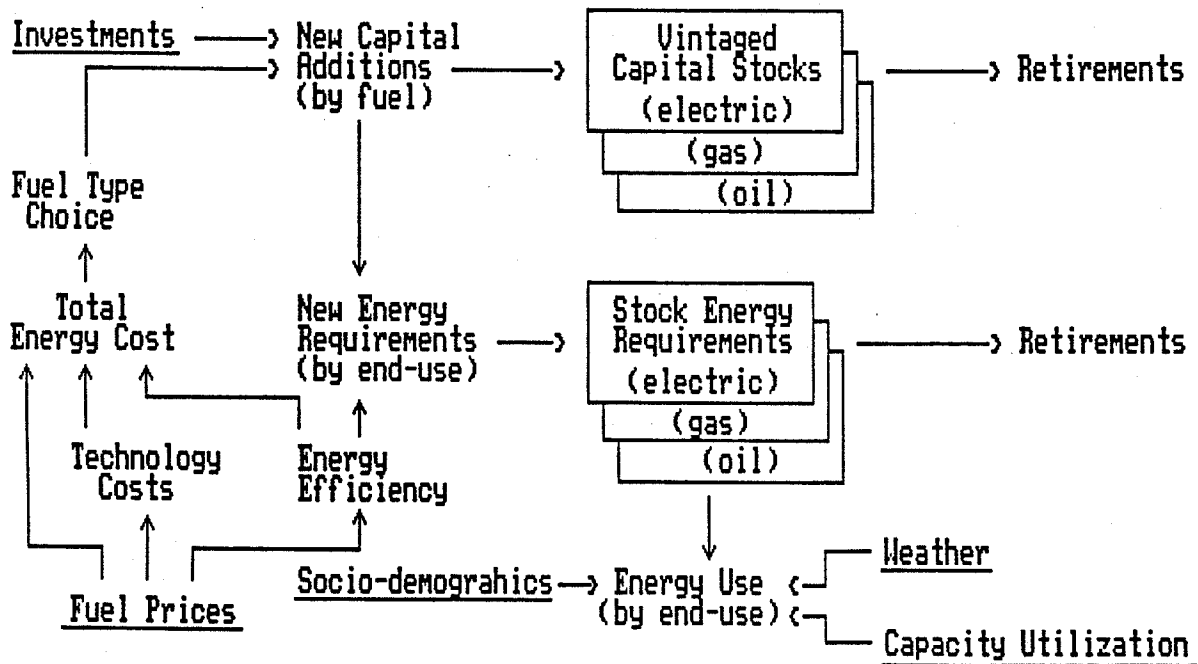 Investments
New Capital
Additions
(by fuel)
Vintaged
Capital Stocks
(electric)
(gas)
(oil)
Retirements
Fuel Type
Choice
Total
Energy Cost
New Energy
Requirements
(by end-use)
Stock Energy
Requirements
(electric)
(gas)
(oil)
Retirements
Technology
Costs
Energy
Efficiency
Fuel Prices
Socio-demograhics
Energy Use
(by end-use)
Weather
Capacity Utilization